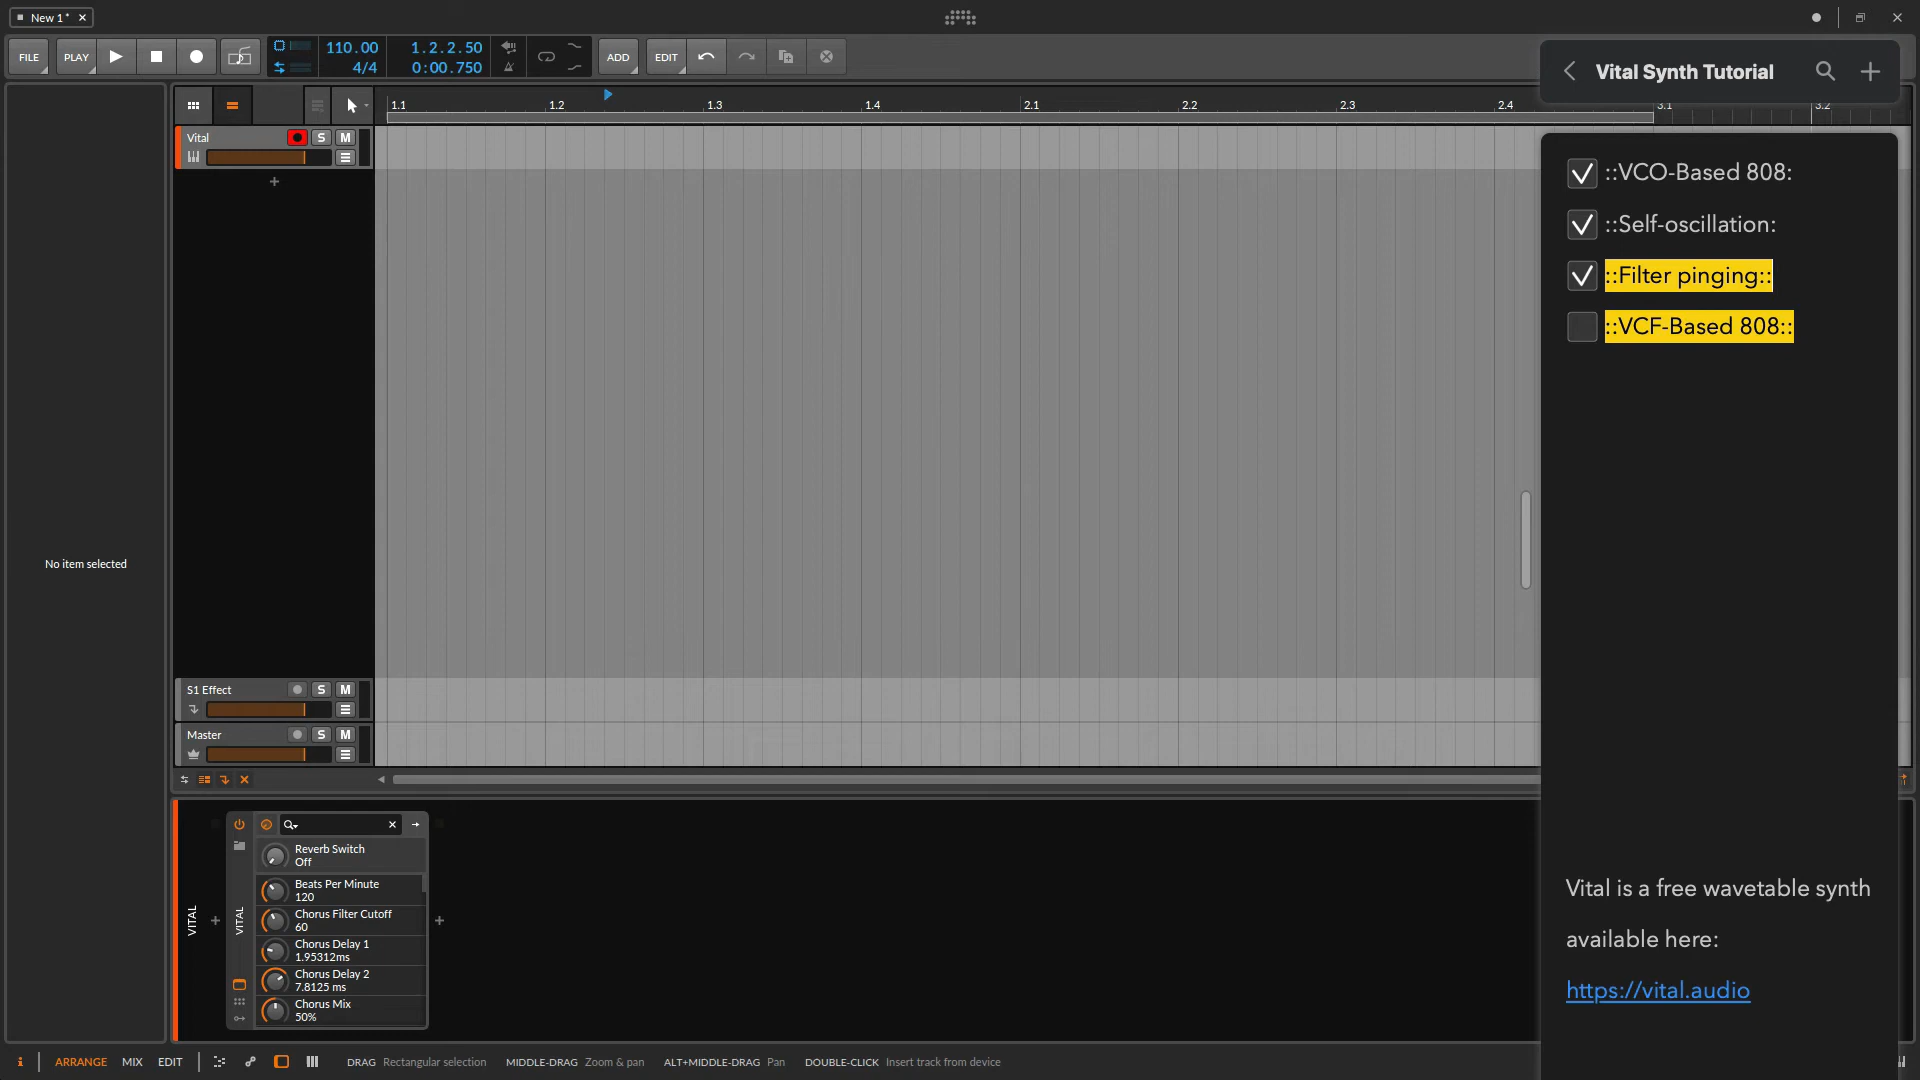 New 1 *
FILE
PLAY
110.00
4/4
1.2.2.50
0:00.750
ADD
EDIT
Vital Synth Tutorial
1.1
1.2
1.3
1.4
2.1
2.2
2.3
2.4
3.1
3.2
Vital
S
M
::VCO-Based 808:
::Self-oscillation:
::Filter pinging::
::VCF-Based 808::
No item selected
S1 Effect
S
M
Master
S
M
VITAL
VITAL
Reverb Switch
Off
Beats Per Minute
120
Chorus Filter Cutoff
60
Chorus Delay 1
1.95312ms
Chorus Delay 2
7.8125 ms
Chorus Mix
50%
Vital is a free wavetable synth
available here:
https://vital.audio
i
ARRANGE
MIX
EDIT
DRAG Rectangular selection
MIDDLE-DRAG Zoom & pan
ALT+MIDDLE-DRAG Pan
DOUBLE-CLICK Insert track from device